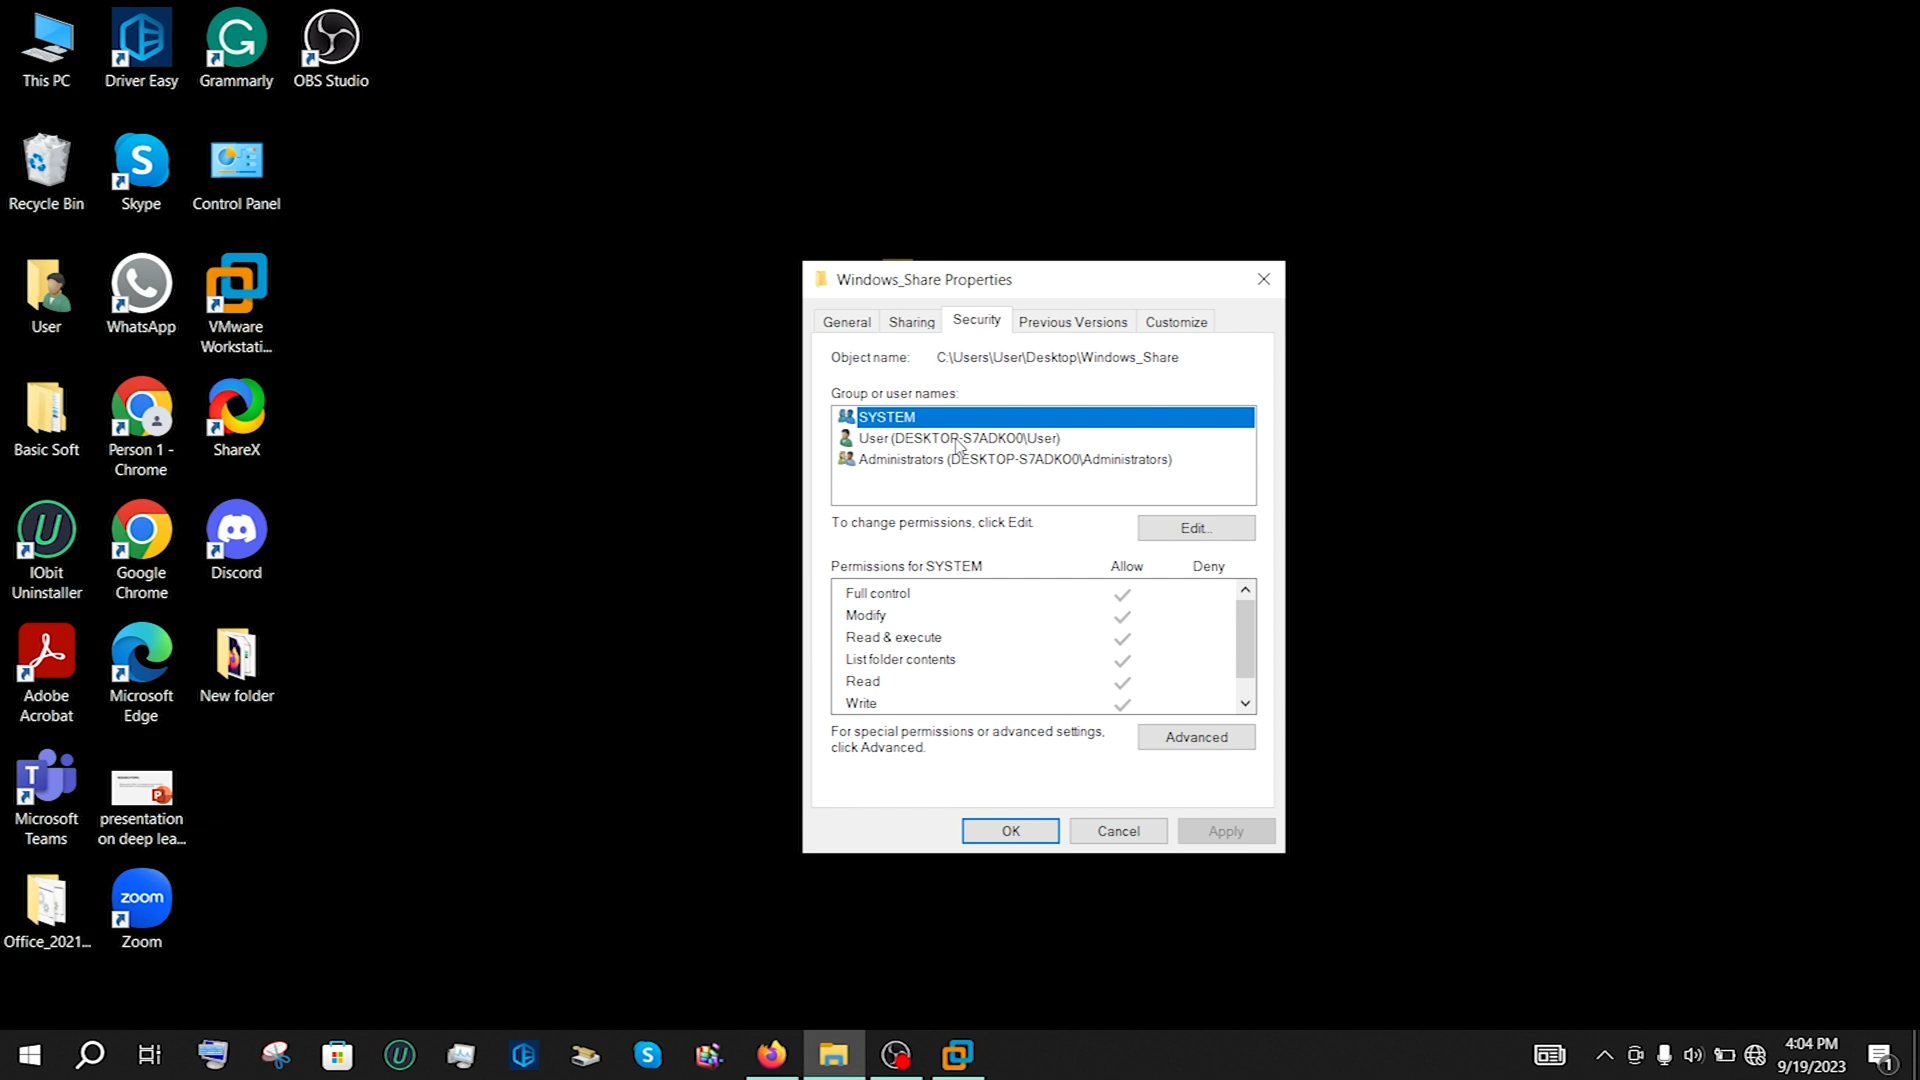 This PC
Driver Easy
Grammarly
OBS Studio
Recycle Bin
Skype
Control Panel
User
WhatsApp
VMware
Workstati...
Basic Soft
Person 1 -
Chrome
ShareX
IObit
Uninstaller
Google
Chrome
Discord
Adobe
Acrobat
Microsoft
Edge
New folder
Microsoft
Teams
presentation
on deep lea...
Office_2021...
zoom
Zoom
Windows_Share Properties
General
Sharing
Security
Previous Versions
Customize
Object name: C:\Users\User\Desktop\Windows_Share
Group or user names:
SYSTEM
User (DESKTOP-S7ADKO0\User)
Administrators (DESKTOP-S7ADKO0\Administrators)
To change permissions, click Edit.
Edit...
Permissions for SYSTEM Allow Deny
Full control
Modify
Read & execute
List folder contents
Read
Write
For special permissions or advanced settings,
click Advanced.
Advanced
OK
Cancel
Apply
4:04 PM
9/19/2023
1